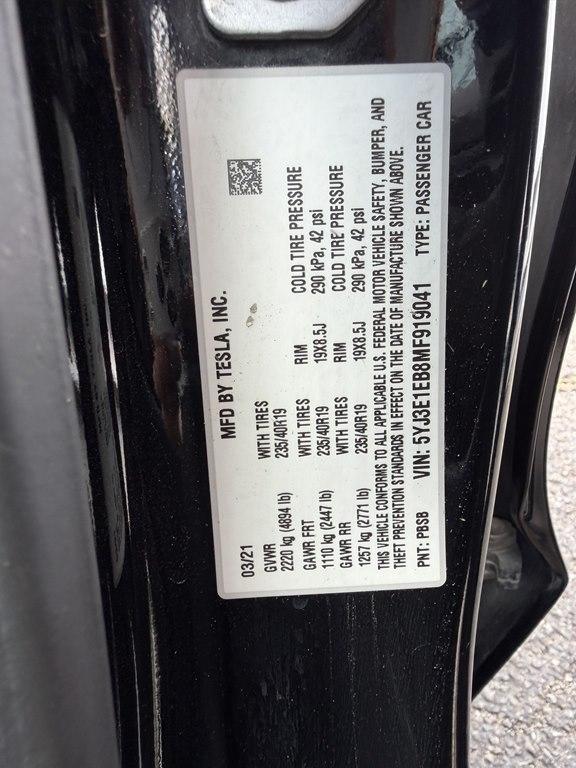 MFD BY TESLA, INC.
03/21
GVWR WITH TIRES RIM COLD TIRE PRESSURE
2220 kg (4894 lb) 235/40R19 19X8.5J 290 kPa, 42 psi
GAWR FRT WITH TIRES RIM COLD TIRE PRESSURE
1110 kg (2447 lb) 235/40R19 19X8.5J 290 kPa, 42 psi
GAWR RR WITH TIRES
1257 kg (2771 lb) 235/40R19
THIS VEHICLE CONFORMS TO ALL APPLICABLE U.S. FEDERAL MOTOR VEHICLE SAFETY, BUMPER, AND
THEFT PREVENTION STANDARDS IN EFFECT ON THE DATE OF MANUFACTURE SHOWN ABOVE.
PNT: PBSB VIN: 5YJ3E1EB8MF919041 TYPE: PASSENGER CAR